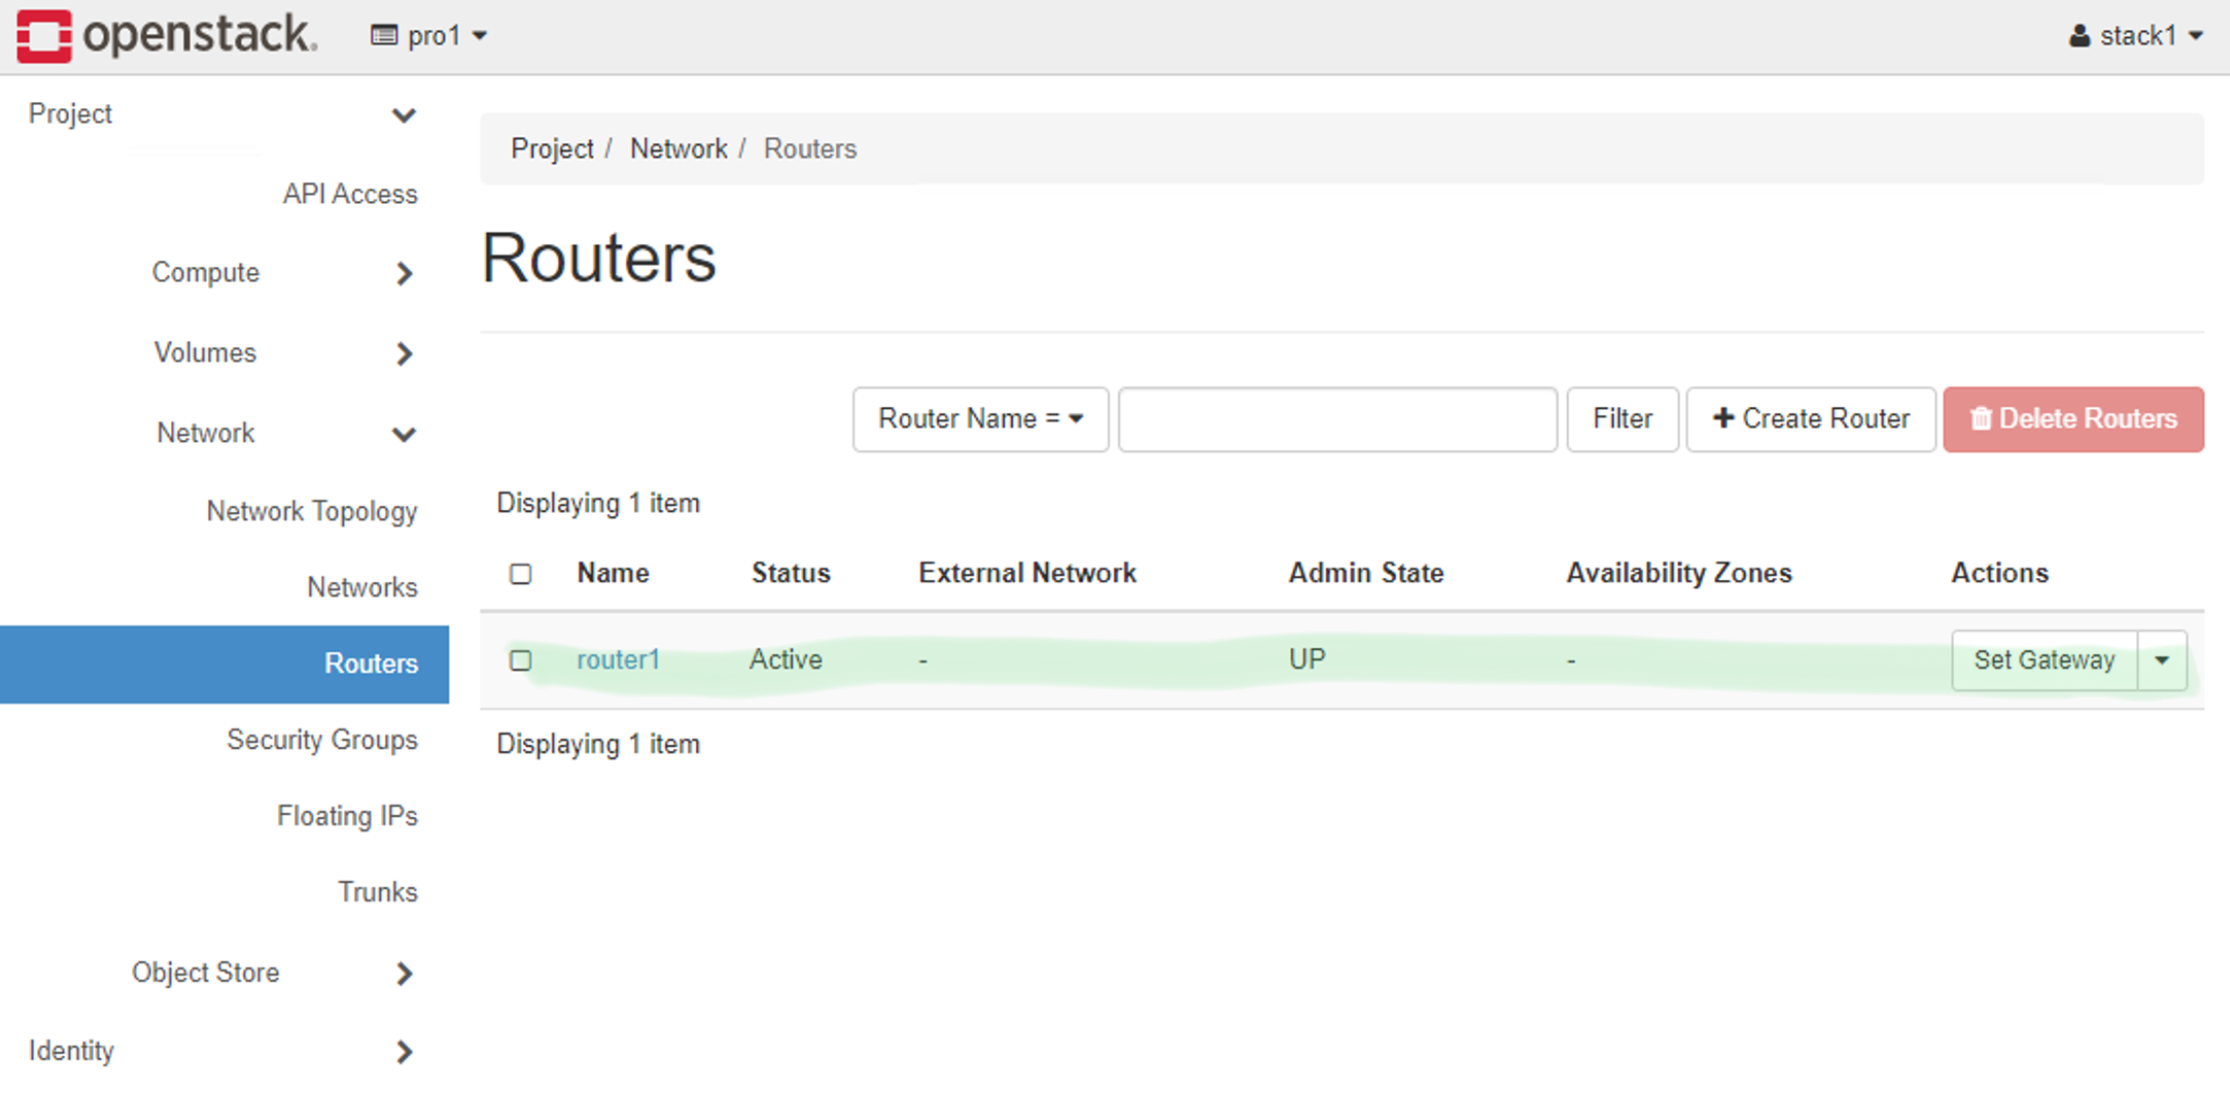 openstack. pro1 stack1
Project
API Access
Compute
Volumes
Network
Network Topology
Networks
Routers
Security Groups
Floating IPs
Trunks
Object Store
Identity
Project / Network / Routers
Routers
Router Name = Filter + Create Router Delete Routers
Displaying 1 item
Name Status External Network Admin State Availability Zones Actions
router1 Active - UP - Set Gateway
Displaying 1 item